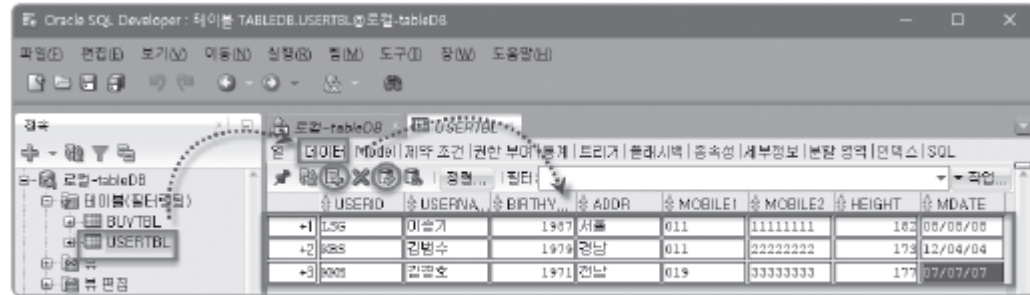 Oracle SQL Developer : 테이블 TABLEDB.USERTBL@로컬-tableDB
파일(F) 편집(E) 보기(V) 이동(N) 실행(R) 팀(M) 도구(T) 창(W) 도움말(H)
접속
로컬-tableDB
테이블(필터링됨)
BUYTBL
USERTBL
뷰
뷰 편집
로컬-tableDB USERTBL
열 데이터 Model 제약 조건 권한 부여 통계 트리거 플래시백 종속성 세부정보 분할 영역 인덱스 SQL
정렬... 필터: 작업...
USERID USERNA... BIRTHY... ADDR MOBILE1 MOBILE2 HEIGHT MDATE
+1 LSG 이승기 1987 서울 011 11111111 182 08/08/08
+2 KBS 김범수 1979 경남 011 22222222 173 12/04/04
+3 KKH 김경호 1971 전남 019 33333333 177 07/07/07